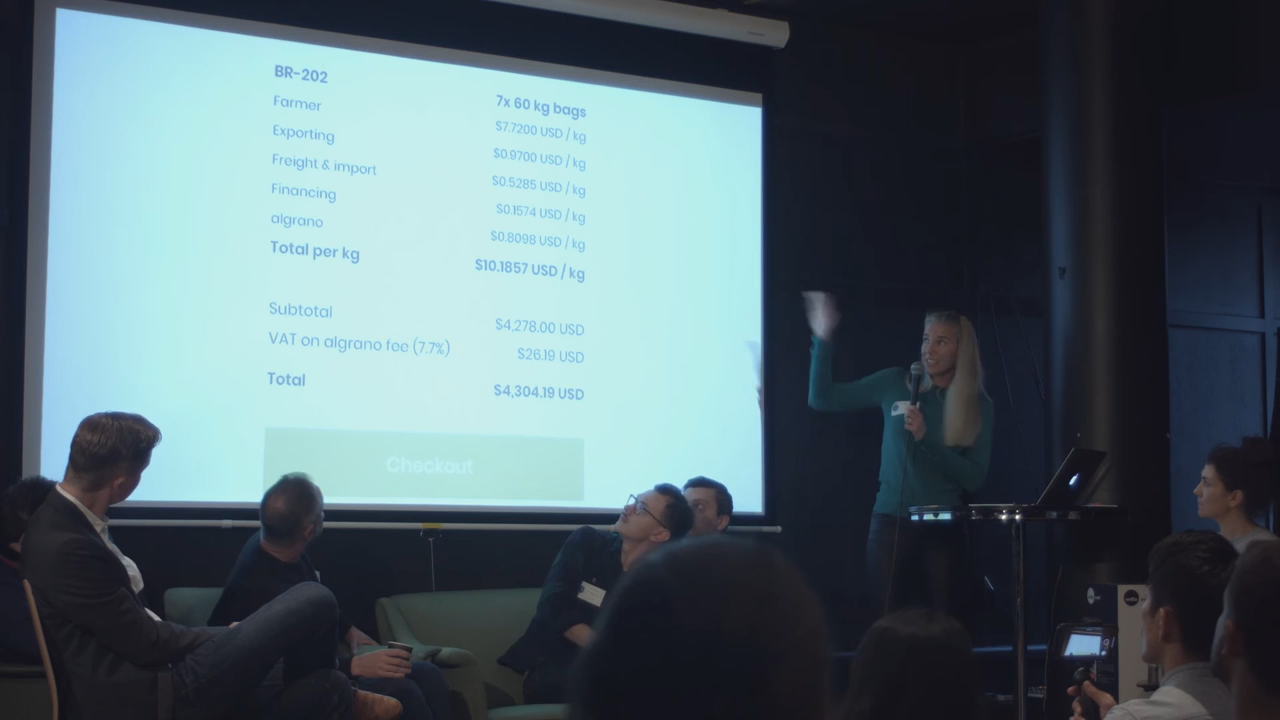 BR-202 7x 60 kg bags
Farmer $7.7200 USD / kg
Exporting $0.9700 USD / kg
Freight & import $0.5285 USD / kg
Financing $0.1574 USD / kg
algrano $0.8098 USD / kg
Total per kg $10.1857 USD / kg
Subtotal $4,278.00 USD
VAT on algrano fee (7.7%) $26.19 USD
Total $4,304.19 USD
Checkout